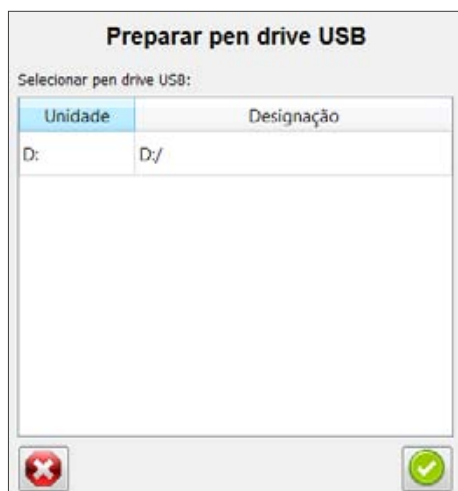 Preparar pen drive USB
Selecionar pen drive USB:
Unidade Designação
D: D:/